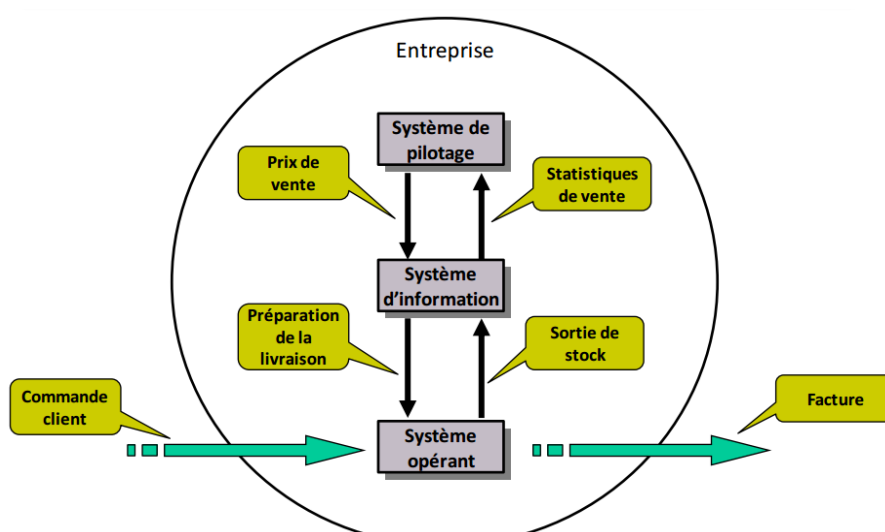 Entreprise
Système de
pilotage
Prix de
vente
Statistiques
de vente
Système
d'information
Préparation
de la
livraison
Sortie de
stock
Commande
client
Système
opérant
Facture